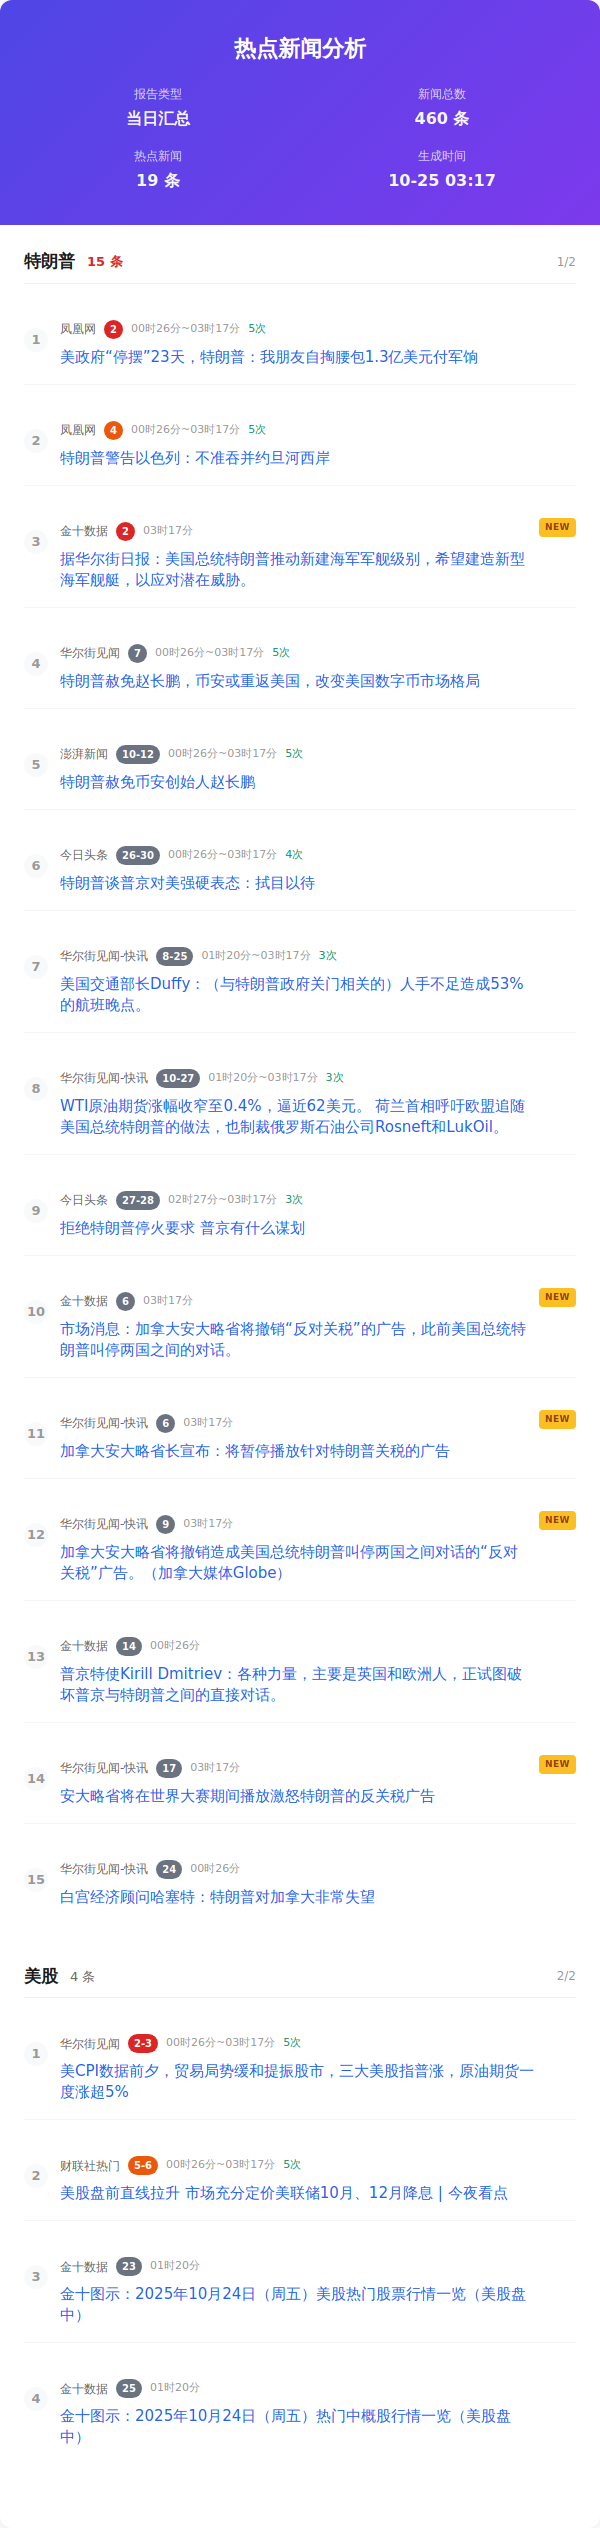 热点新闻分析
报告类型
新闻总数
当日汇总
460 条
热点新闻
生成时间
19 条
10-25 03:17
特朗普 15 条 1/2
1
凤凰网 2 00时26分~03时17分 5次
美政府“停摆”23天，特朗普：我朋友自掏腰包1.3亿美元付军饷
2
凤凰网 4 00时26分~03时17分 5次
特朗普警告以色列：不准吞并约旦河西岸
3
金十数据 2 03时17分 NEW
据华尔街日报：美国总统特朗普推动新建海军军舰级别，希望建造新型
海军舰艇，以应对潜在威胁。
4
华尔街见闻 7 00时26分~03时17分 5次
特朗普赦免赵长鹏，币安或重返美国，改变美国数字币市场格局
5
澎湃新闻 10-12 00时26分~03时17分 5次
特朗普赦免币安创始人赵长鹏
6
今日头条 26-30 00时26分~03时17分 4次
特朗普谈普京对美强硬表态：拭目以待
7
华尔街见闻-快讯 8-25 01时20分~03时17分 3次
美国交通部长Duffy：（与特朗普政府关门相关的）人手不足造成53%
的航班晚点。
8
华尔街见闻-快讯 10-27 01时20分~03时17分 3次
WTI原油期货涨幅收窄至0.4%，逼近62美元。 荷兰首相呼吁欧盟追随
美国总统特朗普的做法，也制裁俄罗斯石油公司Rosneft和LukOil。
9
今日头条 27-28 02时27分~03时17分 3次
拒绝特朗普停火要求 普京有什么谋划
10
金十数据 6 03时17分 NEW
市场消息：加拿大安大略省将撤销“反对关税”的广告，此前美国总统特
朗普叫停两国之间的对话。
11
华尔街见闻-快讯 6 03时17分 NEW
加拿大安大略省长宣布：将暂停播放针对特朗普关税的广告
12
华尔街见闻-快讯 9 03时17分 NEW
加拿大安大略省将撤销造成美国总统特朗普叫停两国之间对话的“反对
关税”广告。（加拿大媒体Globe）
13
金十数据 14 00时26分
普京特使Kirill Dmitriev：各种力量，主要是英国和欧洲人，正试图破
坏普京与特朗普之间的直接对话。
14
华尔街见闻-快讯 17 03时17分 NEW
安大略省将在世界大赛期间播放激怒特朗普的反关税广告
15
华尔街见闻-快讯 24 00时26分
白宫经济顾问哈塞特：特朗普对加拿大非常失望
美股 4 条 2/2
1
华尔街见闻 2-3 00时26分~03时17分 5次
美CPI数据前夕，贸易局势缓和提振股市，三大美股指普涨，原油期货一
度涨超5%
2
财联社热门 5-6 00时26分~03时17分 5次
美股盘前直线拉升 市场充分定价美联储10月、12月降息 | 今夜看点
3
金十数据 23 01时20分
金十图示：2025年10月24日（周五）美股热门股票行情一览（美股盘
中）
4
金十数据 25 01时20分
金十图示：2025年10月24日（周五）热门中概股行情一览（美股盘
中）